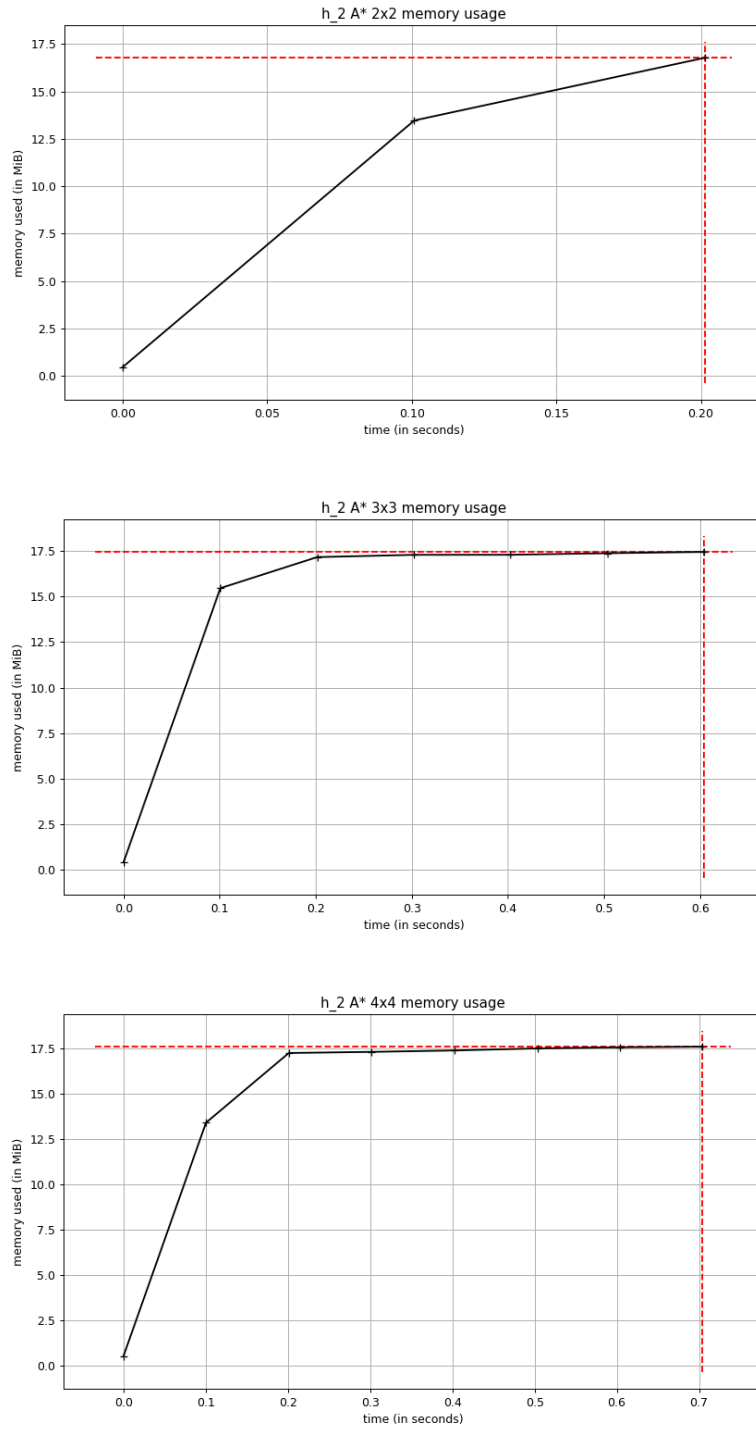 h_2 A* 2x2 memory usage
17.5
15.0
12.5
10.0
7.5
5.0
2.5
0.0
memory used (in MiB)
0.00 0.05 0.10 0.15 0.20
time (in seconds)
h_2 A* 3x3 memory usage
17.5
15.0
12.5
10.0
7.5
5.0
2.5
0.0
memory used (in MiB)
0.0 0.1 0.2 0.3 0.4 0.5 0.6
time (in seconds)
h_2 A* 4x4 memory usage
17.5
15.0
12.5
10.0
7.5
5.0
2.5
0.0
memory used (in MiB)
0.0 0.1 0.2 0.3 0.4 0.5 0.6 0.7
time (in seconds)